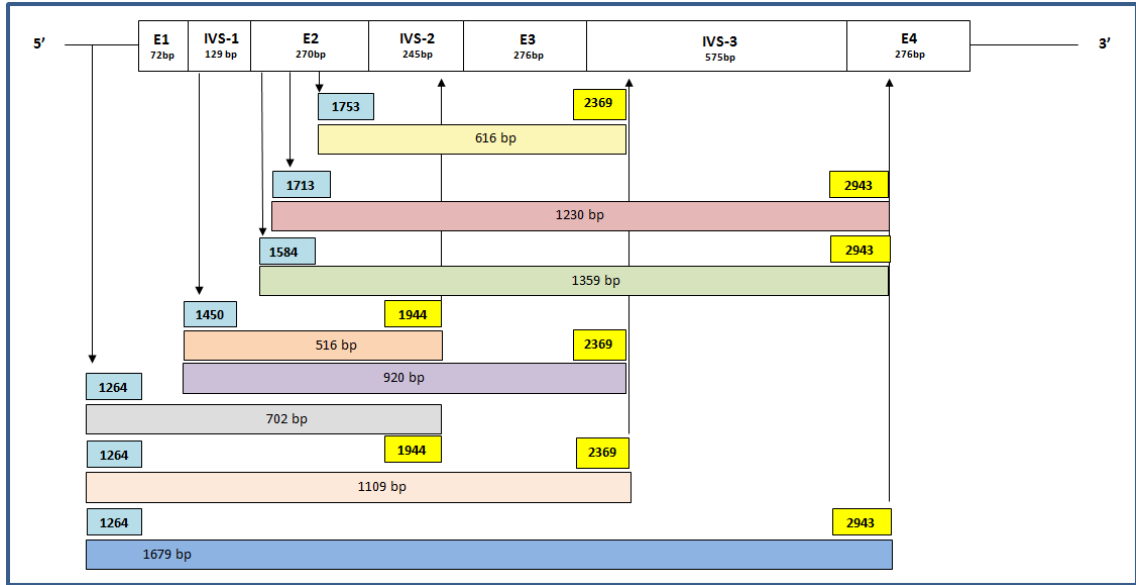 5’ E1 IVS-1 E2 IVS-2 E3 IVS-3 E4 3’
72bp 129 bp 270bp 245bp 276bp 575bp 276bp
1753 2369
616 bp
1713 2943
1230 bp
1584 2943
1359 bp
1450 1944
516 bp 2369
920 bp
1264
702 bp
1264 1944 2369
1109 bp
1264 2943
1679 bp